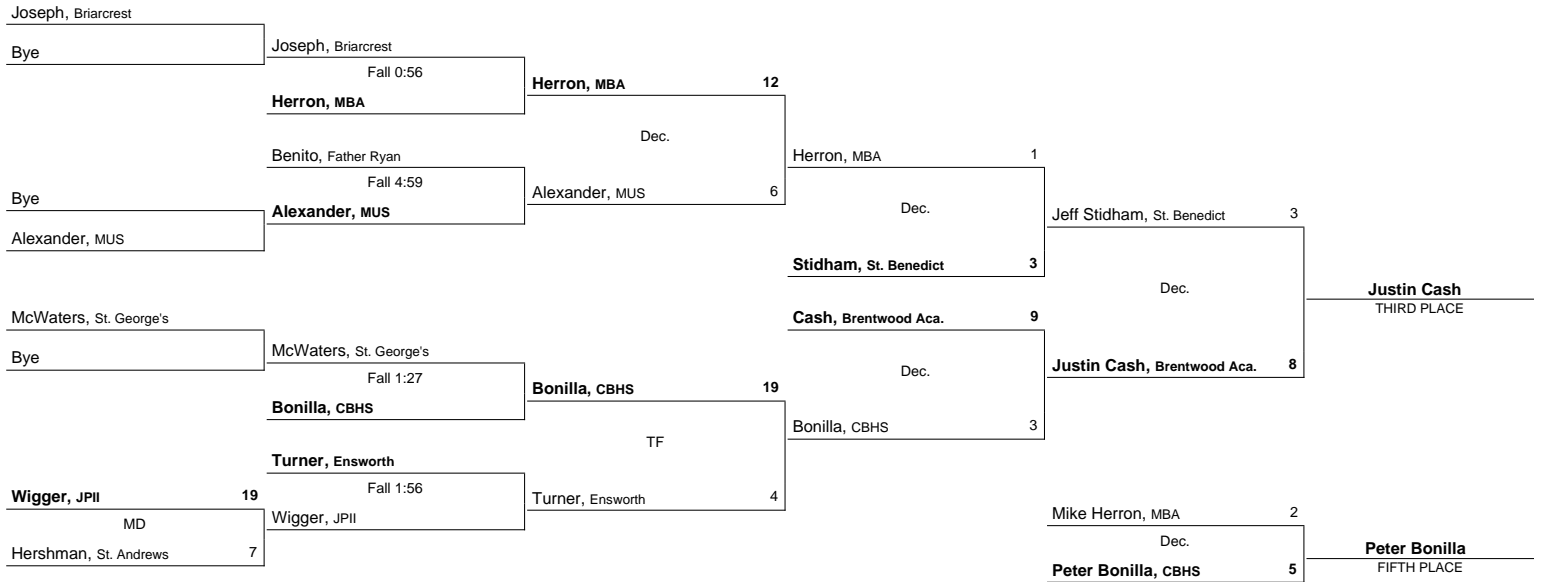 Joseph, Briarcrest
Bye
Bye
Alexander, MUS
McWaters, St. George's
Bye
Wigger, JPII 19
MD
Hershman, St. Andrews 7
Joseph, Briarcrest
Fall 0:56
Herron, MBA
Benito, Father Ryan
Fall 4:59
Alexander, MUS
McWaters, St. George's
Fall 1:27
Bonilla, CBHS
Turner, Ensworth
Fall 1:56
Wigger, JPII
Herron, MBA 12
Dec.
Alexander, MUS 6
Bonilla, CBHS 19
TF
Turner, Ensworth 4
Herron, MBA 1
Dec.
Stidham, St. Benedict 3
Cash, Brentwood Aca. 9
Dec.
Bonilla, CBHS 3
Jeff Stidham, St. Benedict 3
Dec.
Justin Cash, Brentwood Aca. 8
Mike Herron, MBA 2
Dec.
Peter Bonilla, CBHS 5
Justin Cash
THIRD PLACE
Peter Bonilla
FIFTH PLACE